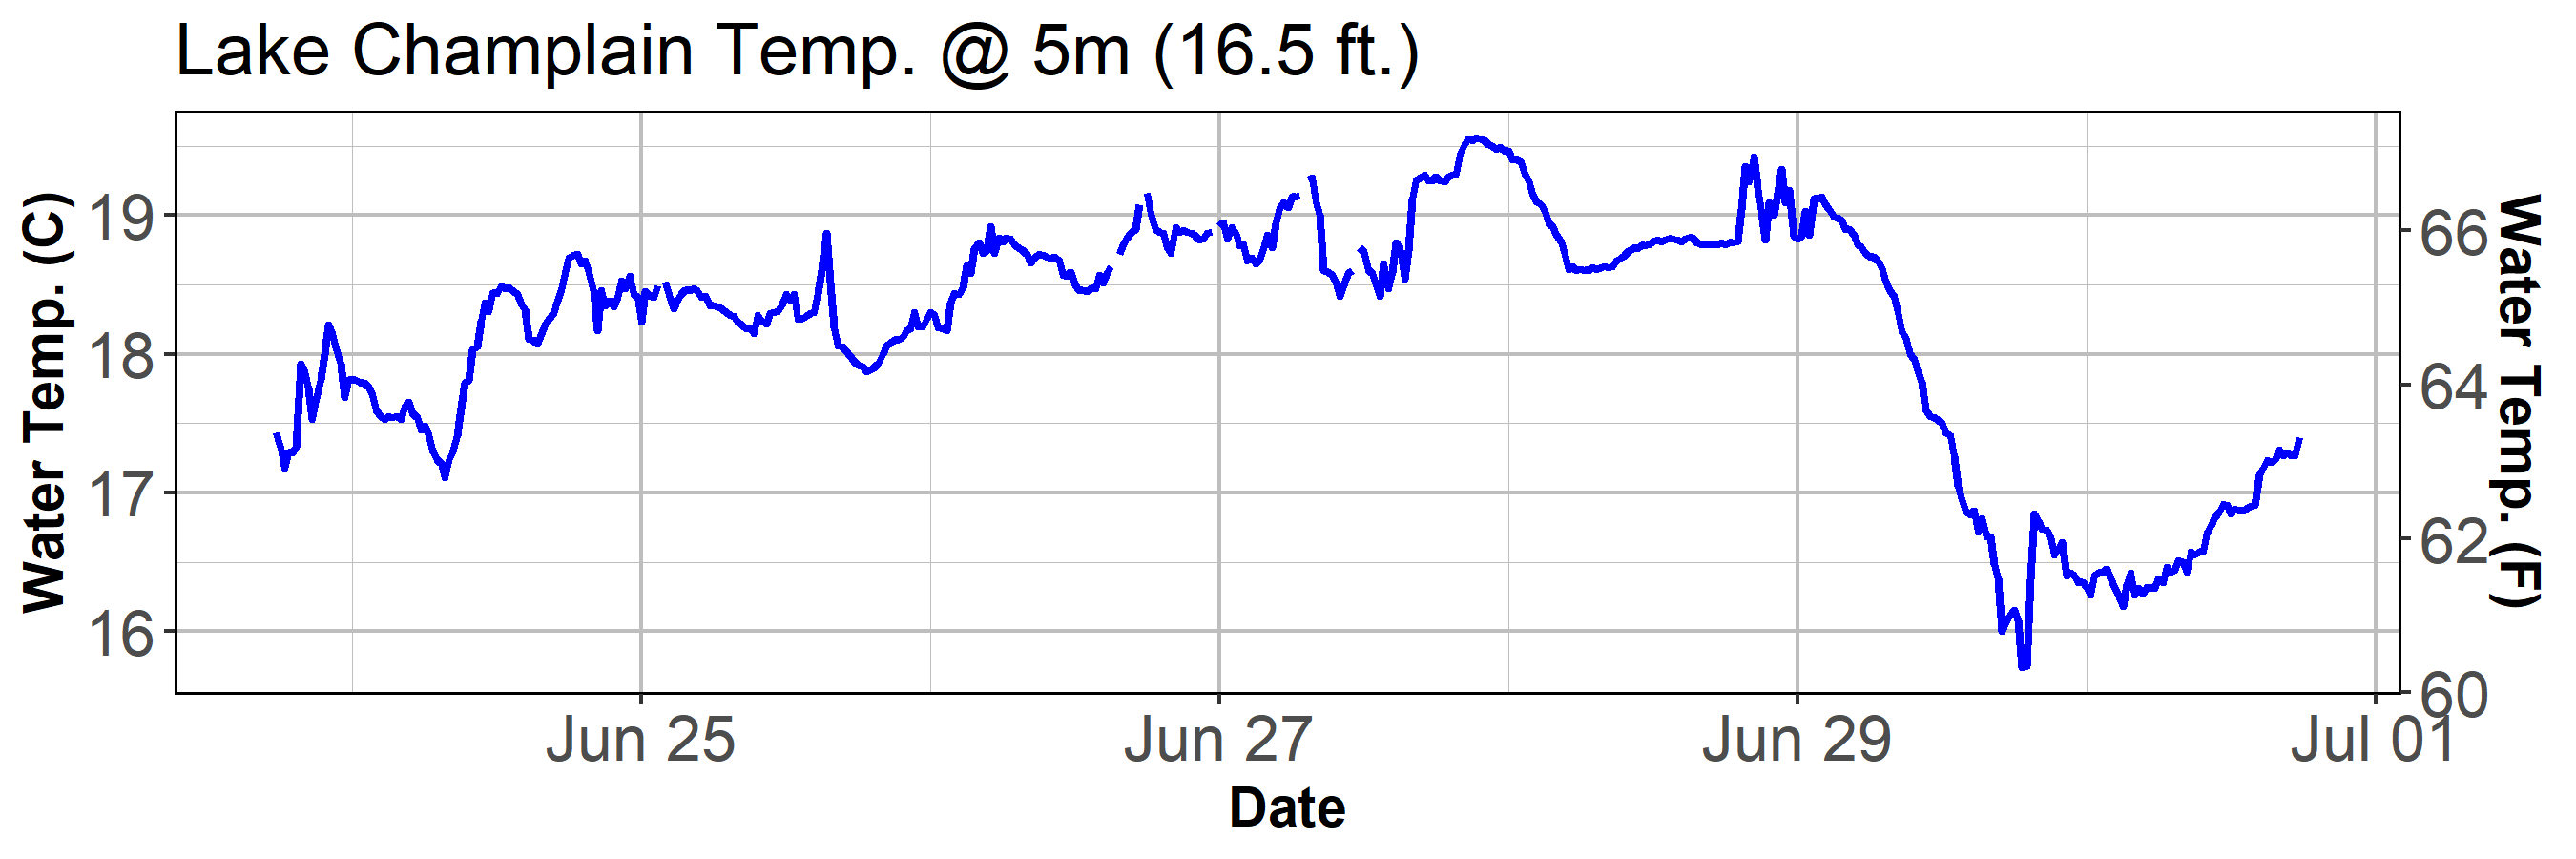 Lake Champlain Temp. @ 5m (16.5 ft.)
Water Temp. (C)
19
18
17
16
66
64
62
60
Water Temp. (F)
Jun 25
Jun 27
Jun 29
Jul 01
Date